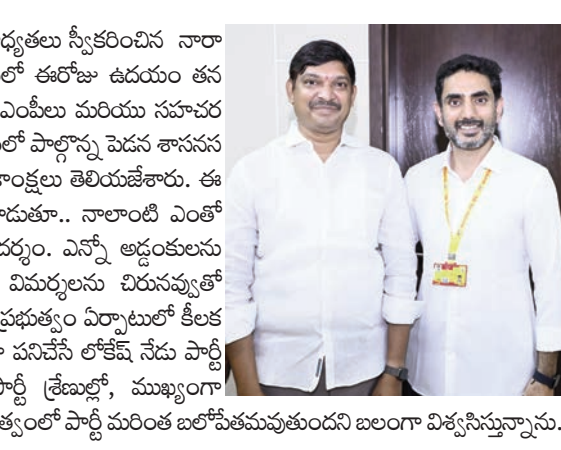 ధ్యతలు స్వీకరించిన నారా
లో ఈరోజు ఉదయం తన
ఎంపీలు మరియు సహచర
లో పాల్గొన్న పెడన శాసనస
ాంక్షలు తెలియజేశారు. ఈ
ాడుతూ.. నాలాంటి ఎంతో
దర్శం. ఎన్నో అడ్డంకులను
విమర్శలను చిరునవ్వుతో
ప్రభుత్వం ఏర్పాటులో కీలక
ా పనిచేసే లోకేష్ నేడు పార్టీ
పార్టీ శ్రేణుల్లో, ముఖ్యంగా
త్వంలో పార్టీ మరింత బలోపేతమవుతుందని బలంగా విశ్వసిస్తున్నాను.